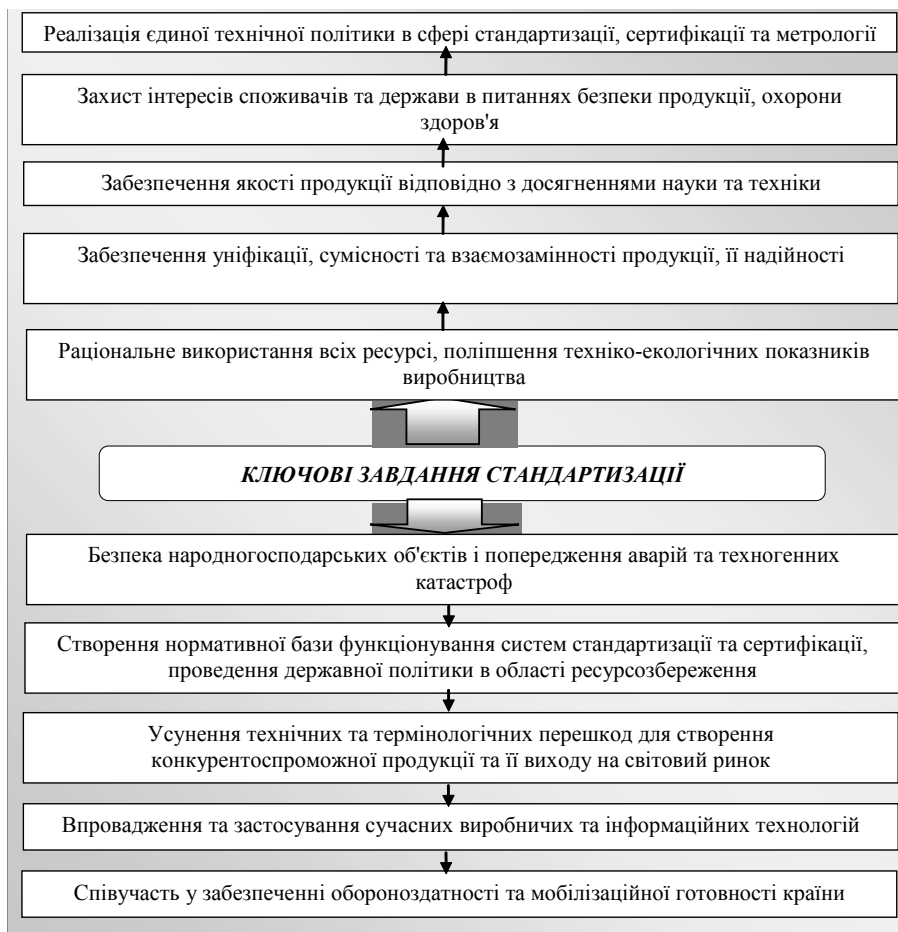 Реалізація єдиної технічної політики в сфері стандартизації, сертифікації та метрології
Захист інтересів споживачів та держави в питаннях безпеки продукції, охорони
здоров'я
Забезпечення якості продукції відповідно з досягненнями науки та техніки
Забезпечення уніфікації, сумісності та взаємозамінності продукції, її надійності
Раціональне використання всіх ресурсі, поліпшення техніко-екологічних показників
виробництва
КЛЮЧОВІ ЗАВДАННЯ СТАНДАРТИЗАЦІЇ
Безпека народногосподарських об'єктів і попередження аварій та техногенних
катастроф
Створення нормативної бази функціонування систем стандартизації та сертифікації,
проведення державної політики в області ресурсозбереження
Усунення технічних та термінологічних перешкод для створення
конкурентоспроможної продукції та її виходу на світовий ринок
Впровадження та застосування сучасних виробничих та інформаційних технологій
Співучасть у забезпеченні обороноздатності та мобілізаційної готовності країни